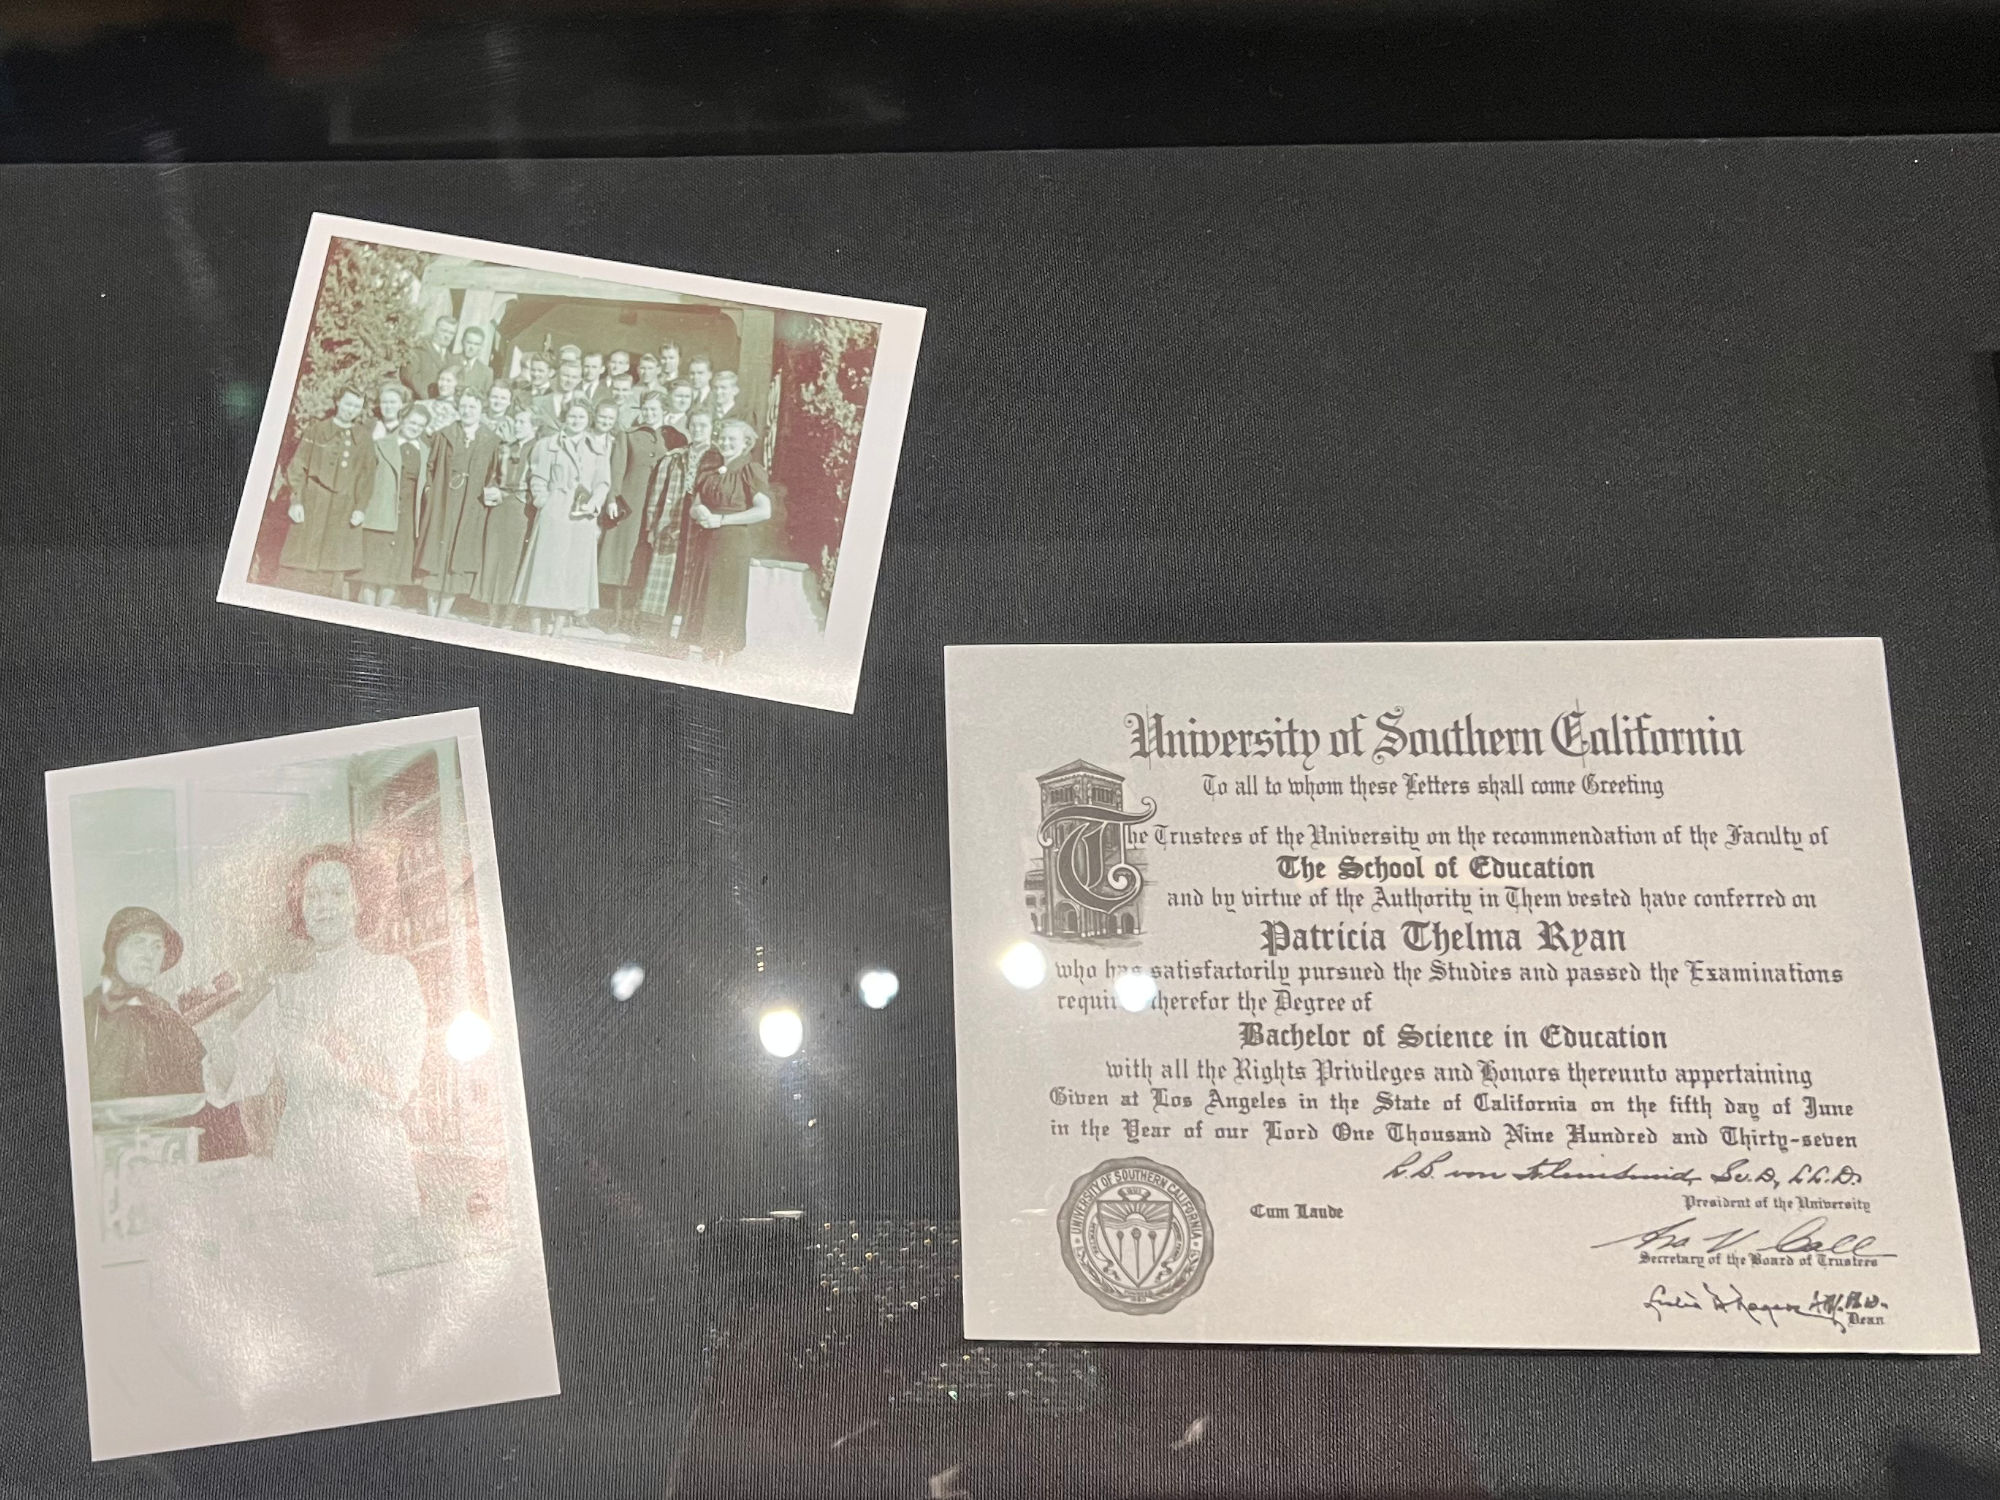 University of Southern California
To all to whom these Letters shall come Greeting
The Trustees of the University on the recommendation of the Faculty of
The School of Education
and by virtue of the Authority in Them vested have conferred on
Patricia Thelma Ryan
who has satisfactorily pursued the Studies and passed the Examinations
therefor the Degree of
Bachelor of Science in Education
with all the Rights Privileges and Honors thereunto appertaining
Given at Los Angeles in the State of California on the fifth day of June
in the Year of our Lord One Thousand Nine Hundred and Thirty-seven
President of the University
Cum Laude
Secretary of the Board of Trustees
Dean
UNIVERSITY OF SOUTHERN CALIFORNIA